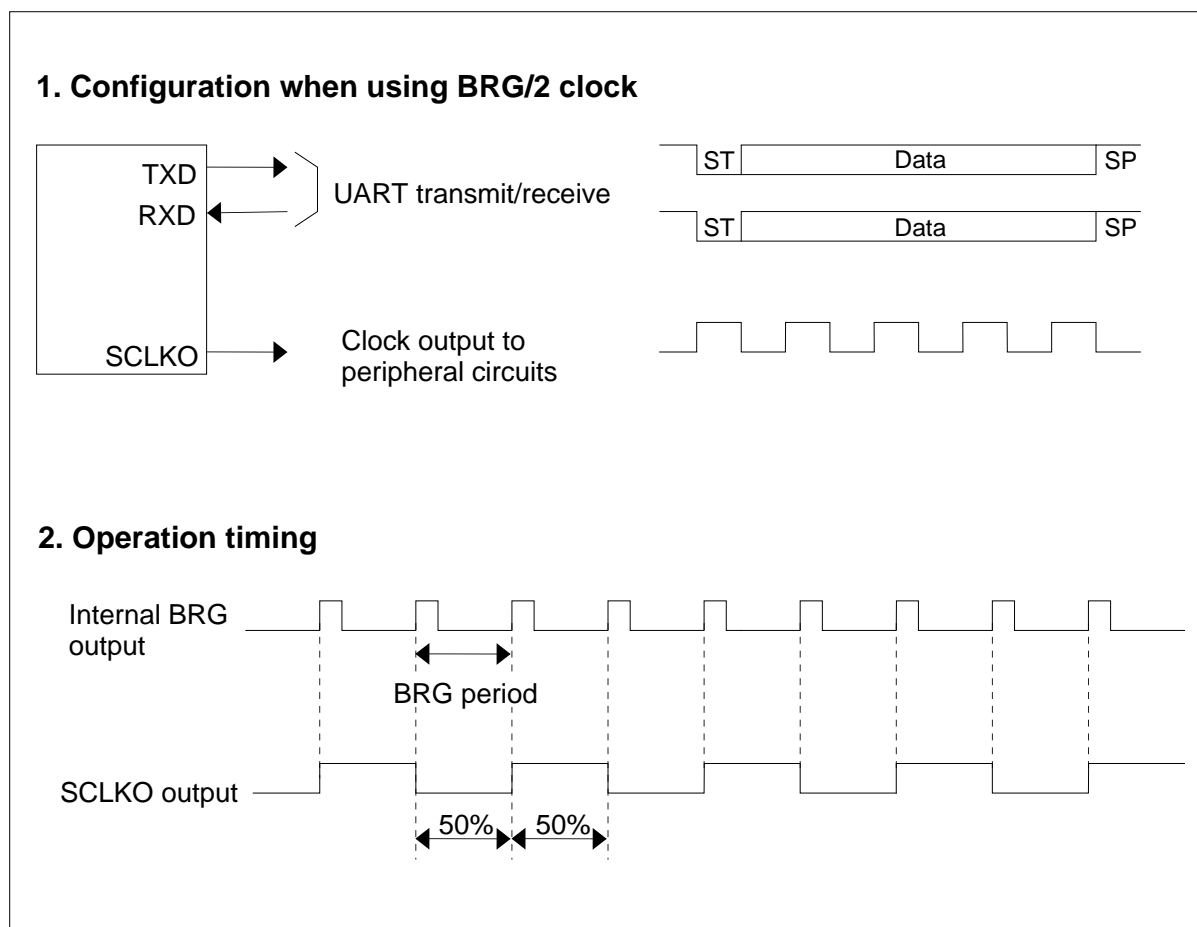 1. Configuration when using BRG/2 clock
TXD
RXD
SCLKO
UART transmit/receive
Clock output to
peripheral circuits
ST Data SP
ST Data SP
2. Operation timing
Internal BRG
output
BRG period
SCLKO output
50% 50%